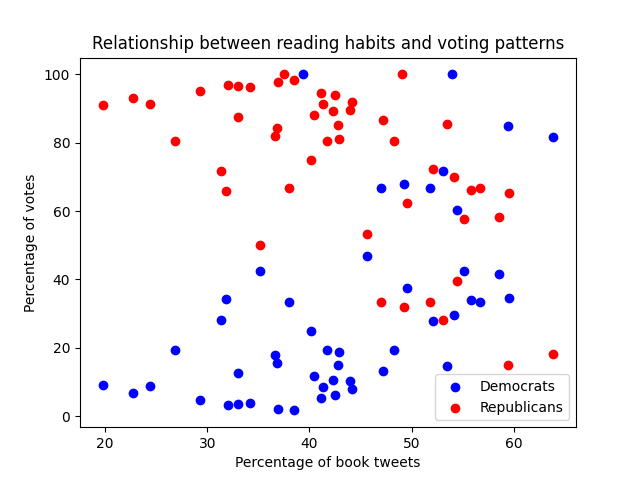 Relationship between reading habits and voting patterns
100
80
60
40
20
0
Percentage of votes
20 30 40 50 60
Percentage of book tweets
Democrats
Republicans